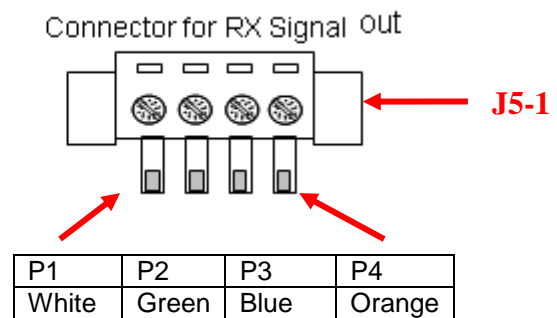 Connector for RX Signal out
J5-1
P1 P2 P3 P4
White Green Blue Orange